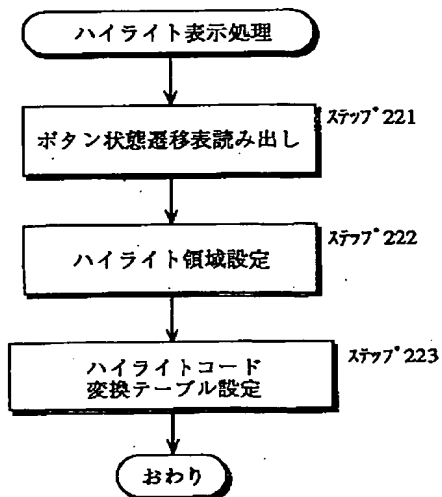 ハイライト表示処理
ステップ221
ボタン状態遷移表読み出し
ステップ222
ハイライト領域設定
ステップ223
ハイライトコード
変換テーブル設定
おわり